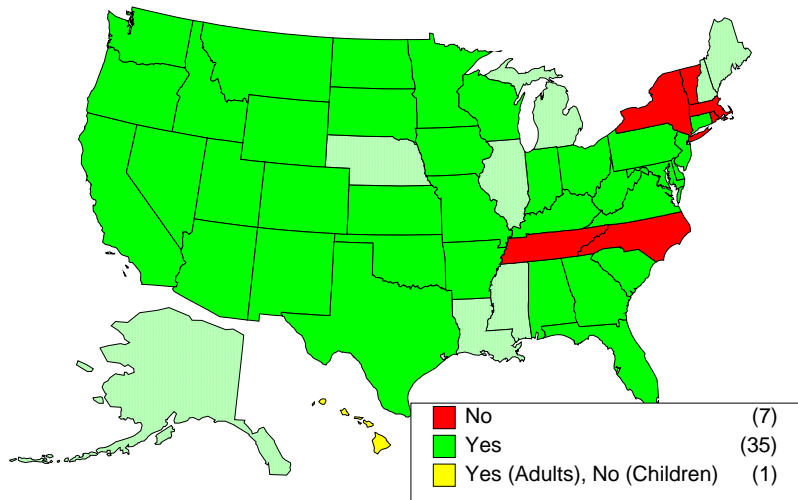 No (7)
Yes (35)
Yes (Adults), No (Children) (1)